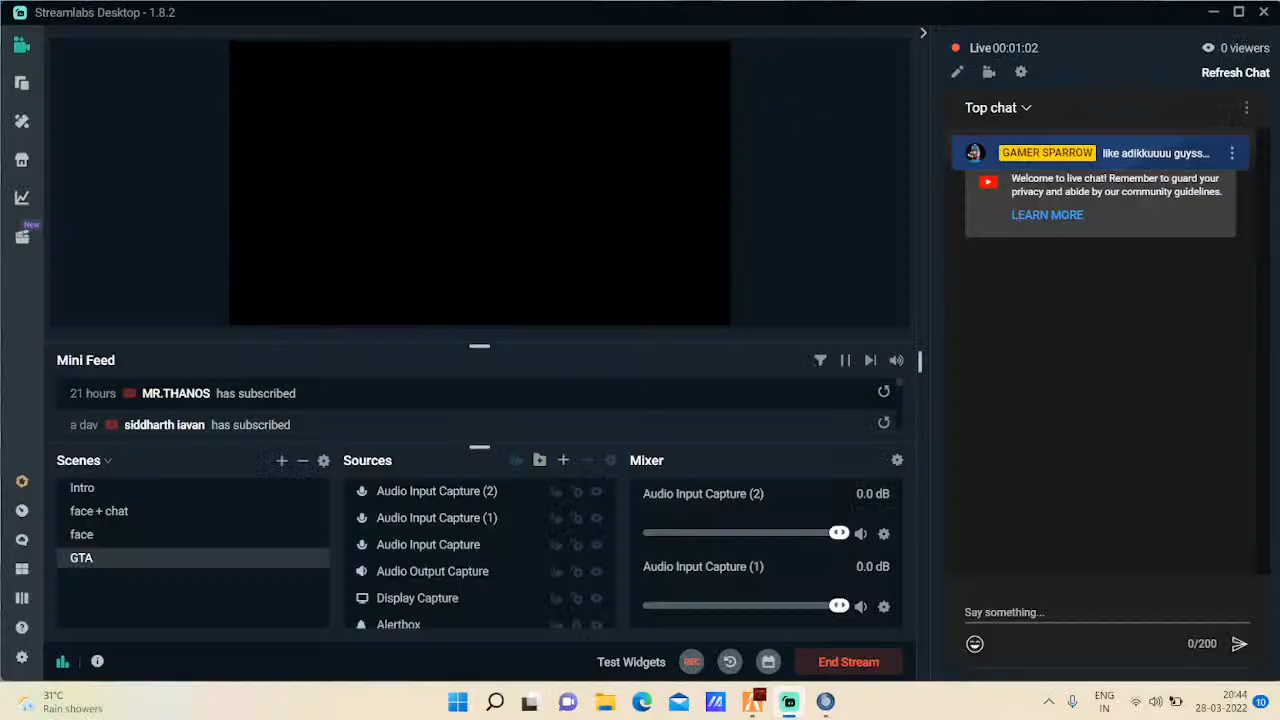 Streamlabs Desktop - 1.8.2
Live 00:01:02
0 viewers
Refresh Chat
Top chat
GAMER SPARROW like adikkuuuu guyss...
Welcome to live chat! Remember to guard your
privacy and abide by our community guidelines.
LEARN MORE
New
Mini Feed
21 hours MR.THANOS has subscribed
a day siddharth iavan has subscribed
Scenes
Intro
face + chat
face
GTA
Sources
Audio Input Capture (2)
Audio Input Capture (1)
Audio Input Capture
Audio Output Capture
Display Capture
Alertbox
Mixer
Audio Input Capture (2) 0.0 dB
Audio Input Capture (1) 0.0 dB
Say something...
0/200
Test Widgets
REC
End Stream
31°C
Rain showers
ENG
IN
20:44
28-03-2022
10